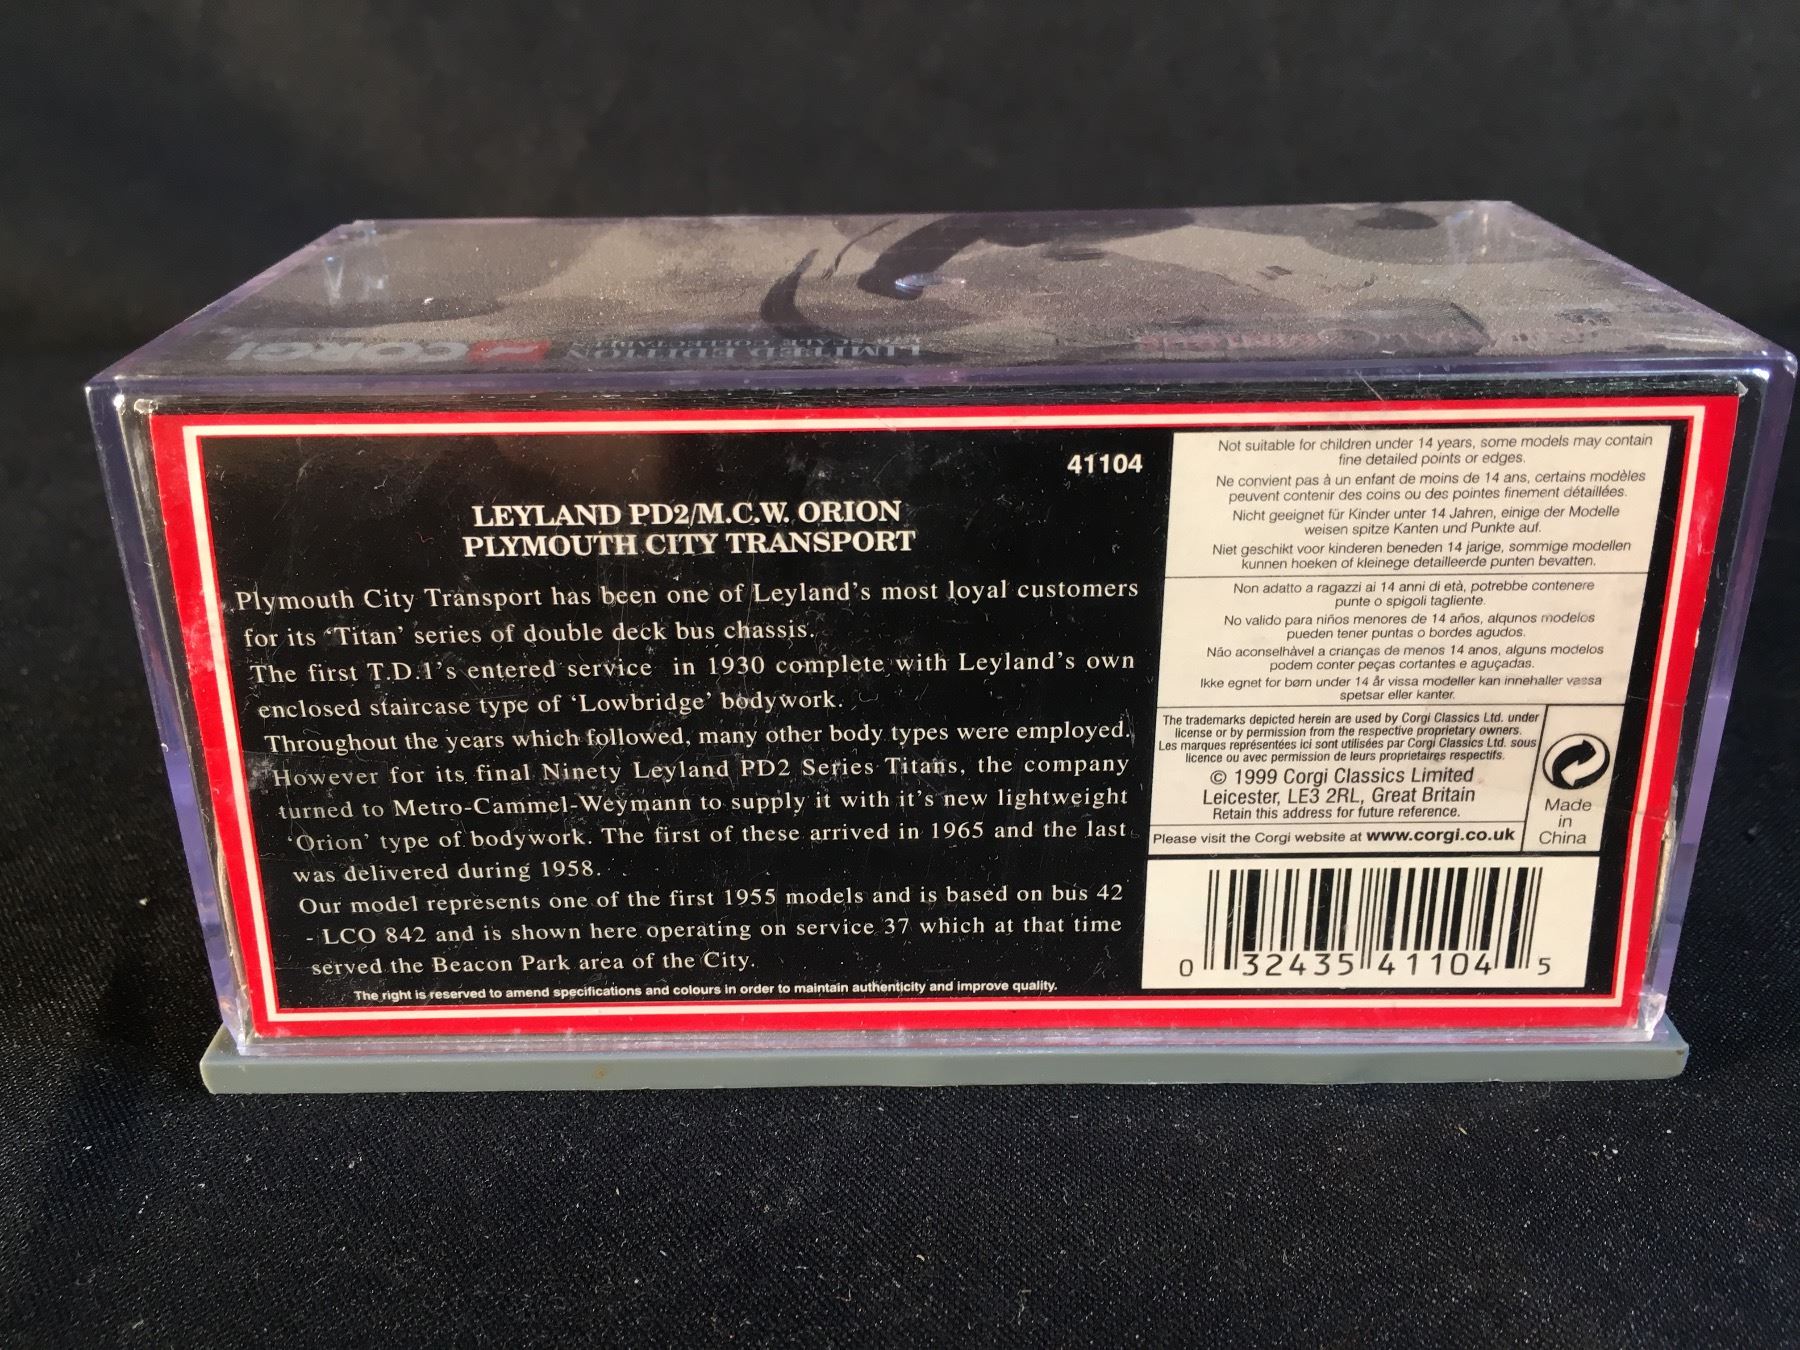 CORGI
LIMITED EDITION
SCALE COLLECTABLES
41104
LEYLAND PD2/M.C.W. ORION
PLYMOUTH CITY TRANSPORT
Plymouth City Transport has been one of Leyland's most loyal customers
for its 'Titan' series of double deck bus chassis.
The first T.D.1's entered service in 1930 complete with Leyland's own
enclosed staircase type of 'Lowbridge' bodywork.
Throughout the years which followed, many other body types were employed.
However for its final Ninety Leyland PD2 Series Titans, the company
turned to Metro-Cammel-Weymann to supply it with it's new lightweight
'Orion' type of bodywork. The first of these arrived in 1965 and the last
was delivered during 1958.
Our model represents one of the first 1955 models and is based on bus 42
- LCO 842 and is shown here operating on service 37 which at that time
served the Beacon Park area of the City.
The right is reserved to amend specifications and colours in order to maintain authenticity and improve quality.
Not suitable for children under 14 years, some models may contain
fine detailed points or edges.
Ne convient pas à un enfant de moins de 14 ans, certains modèles
peuvent contenir des coins ou des pointes finement détaillées.
Nicht geeignet für Kinder unter 14 Jahren, einige der Modelle
weisen spitze Kanten und Punkte auf.
Niet geschikt voor kinderen beneden 14 jarige, sommige modellen
kunnen hoeken of kleinege detailleerde punten bevatten.
Non adatto a ragazzi ai 14 anni di età, potrebbe contenere
punte o spigoli tagliente.
No valido para niños menores de 14 años, alqunos modelos
pueden tener puntas o bordes agudos.
Não aconselhàvel a crianças de menos 14 anos, alguns modelos
podem conter peças cortantes e aguçadas.
Ikke egnet for børn under 14 år vissa modeller kan innehaller vassa
spetsar eller kanter.
The trademarks depicted herein are used by Corgi Classics Ltd. under
license or by permission from the respective proprietary owners.
Les marques représentées ici sont utilisées par Corgi Classics Ltd. sous
licence ou avec permission de leurs proprietaires respectifs.
© 1999 Corgi Classics Limited
Leicester, LE3 2RL, Great Britain
Retain this address for future reference.
Made
in
China
Please visit the Corgi website at www.corgi.co.uk
0 32435 41104 5